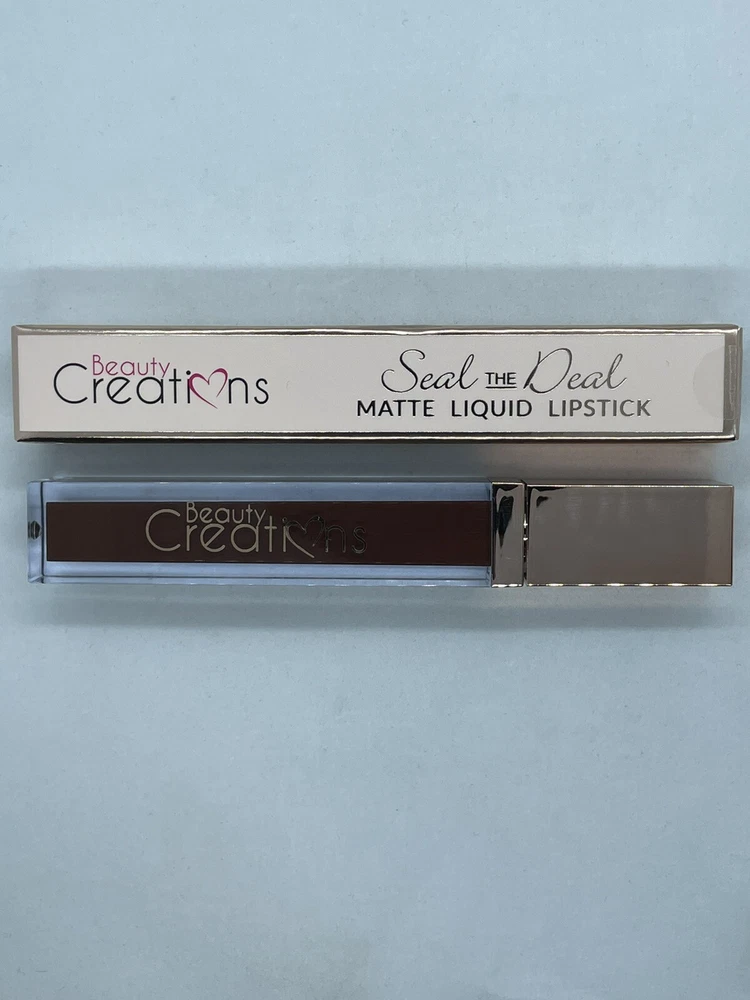 Beauty
Creations
Seal THE Deal
MATTE LIQUID LIPSTICK
Beauty
Creations